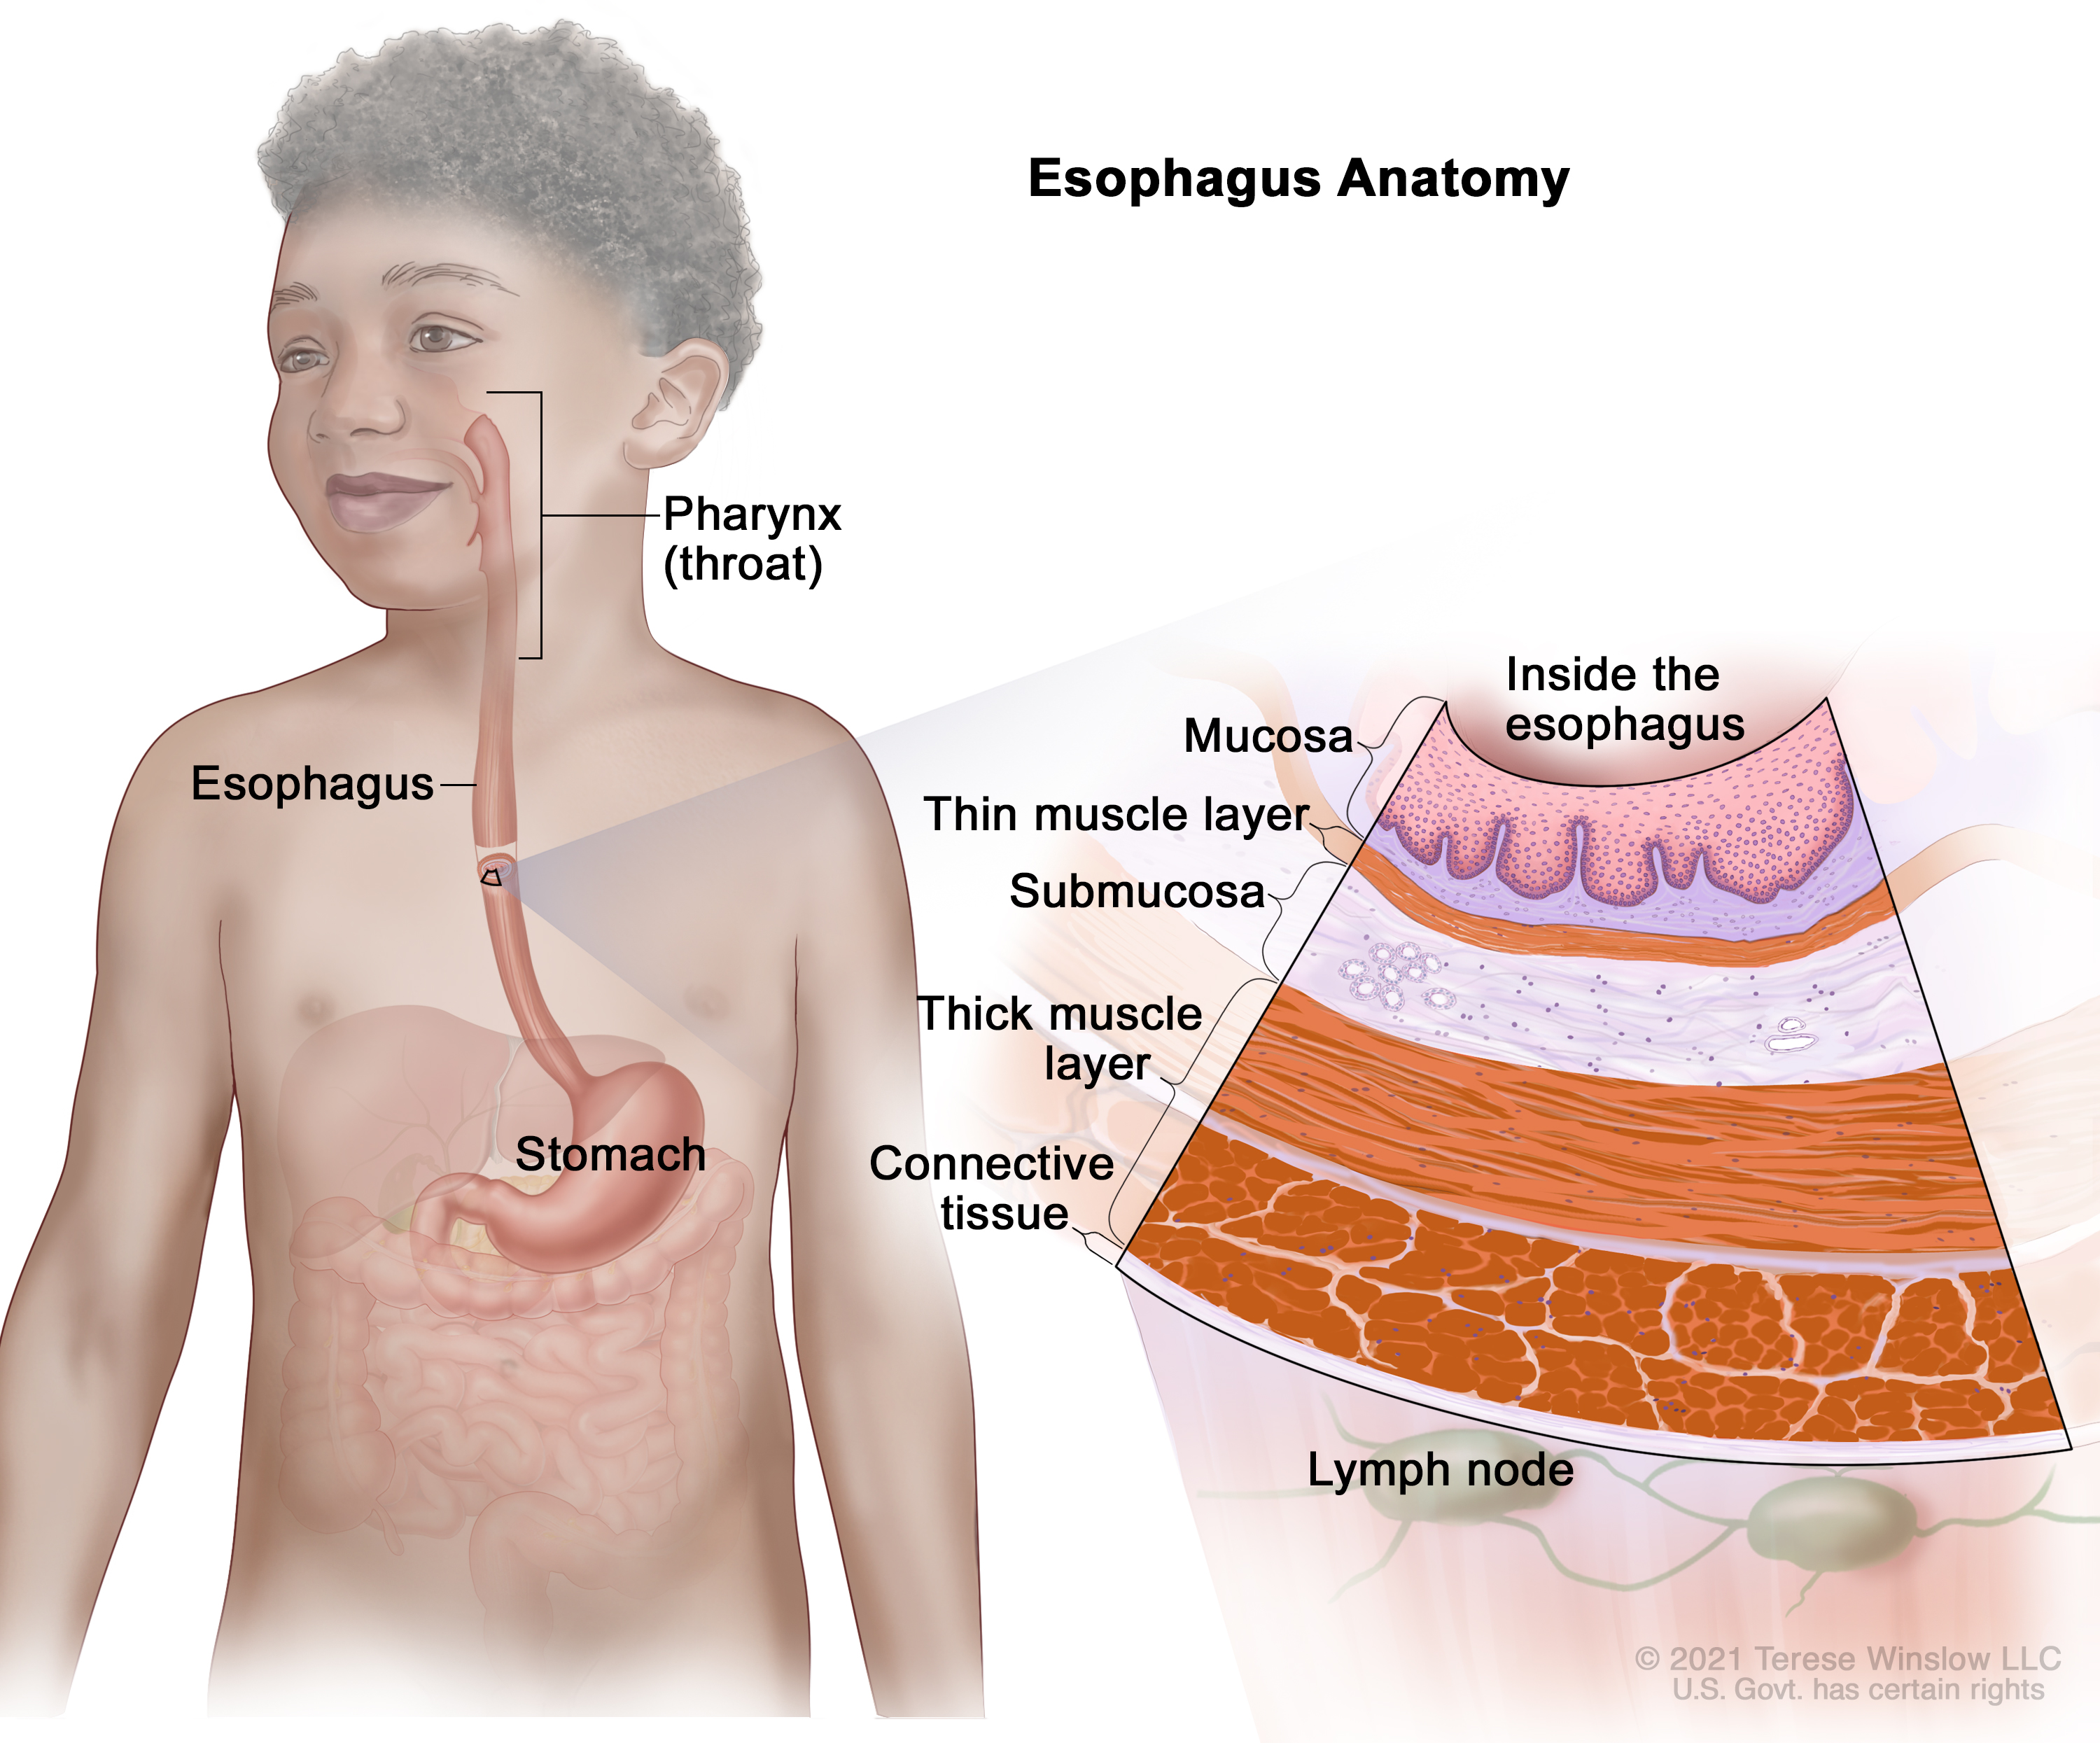 Esophagus Anatomy
Pharynx
(throat)
Esophagus
Stomach
Inside the
esophagus
Mucosa
Thin muscle layer
Submucosa
Thick muscle
layer
Connective
tissue
Lymph node
© 2021 Terese Winslow LLC
U.S. Govt. has certain rights